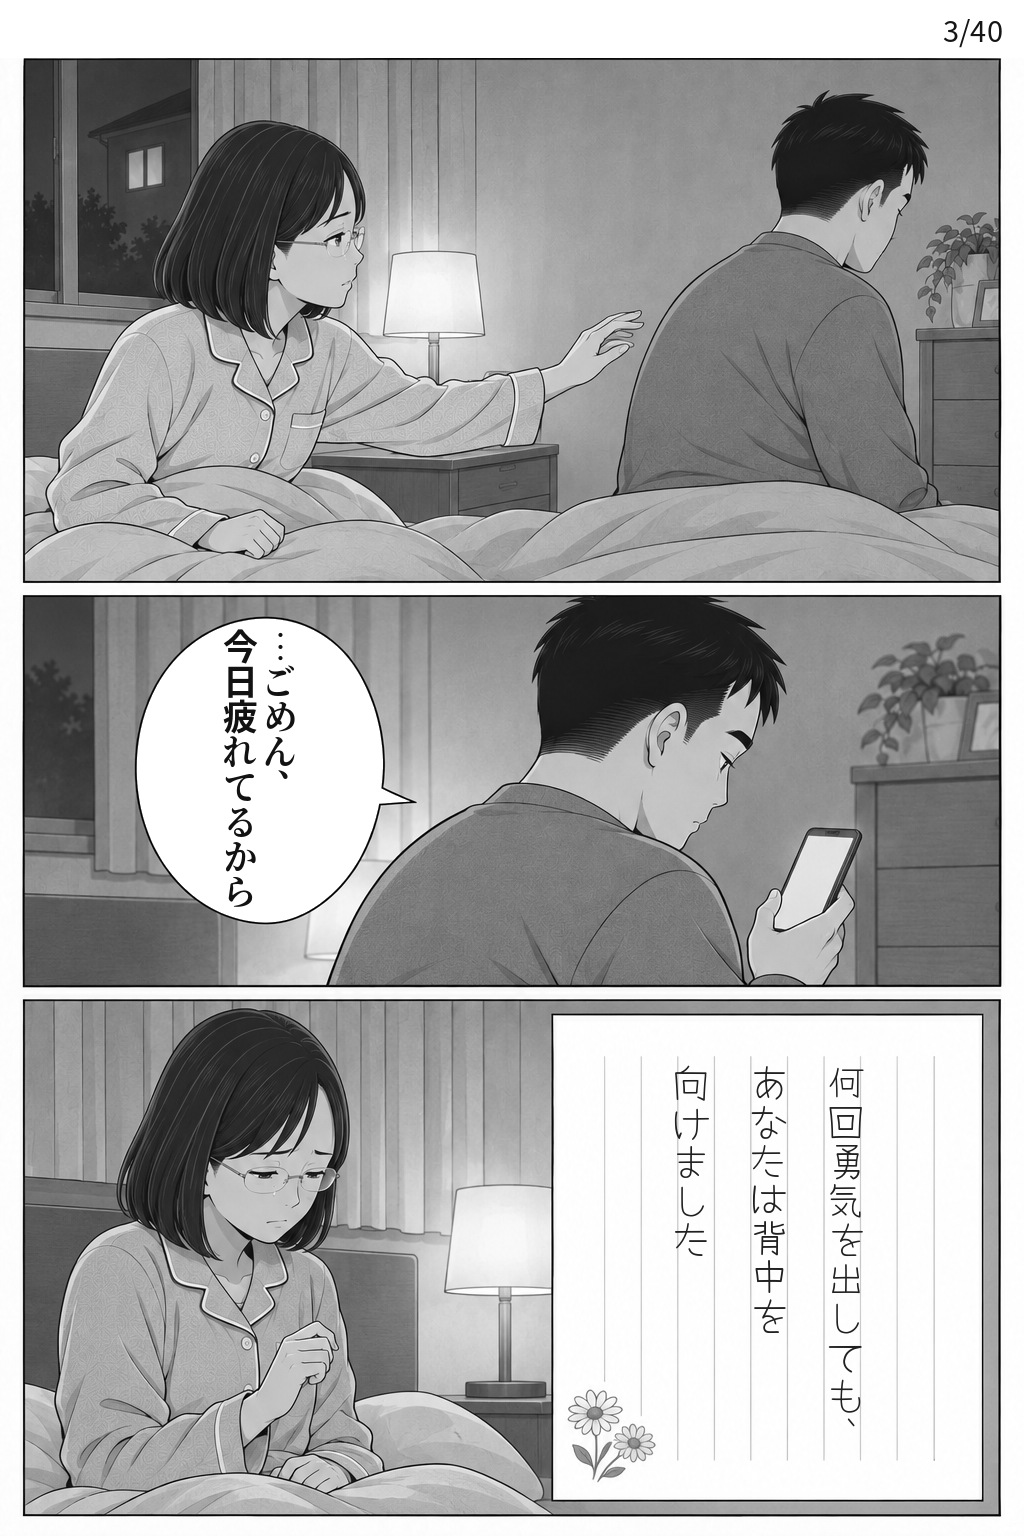 3/40
…ごめん、
今日疲れてるから
何回勇気を出しても、
あなたは背中を
向けました